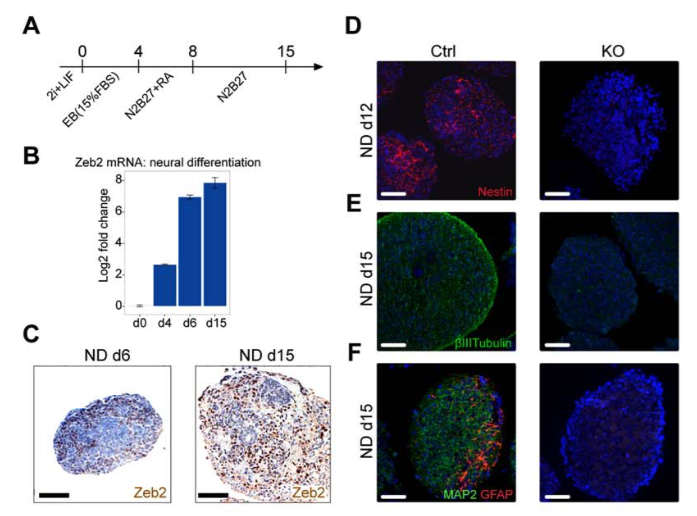 A
0 4 8 15
2i+LIF
EB(15%FBS)
N2B27+RA
N2B27
B
Zeb2 mRNA: neural differentiation
Log2 fold change
8
6
4
2
0
d0 d4 d6 d15
C
ND d6 ND d15
Zeb2 Zeb2
D
Ctrl KO
ND d12
Nestin
E
ND d15
βIIITubulin
F
ND d15
MAP2 GFAP